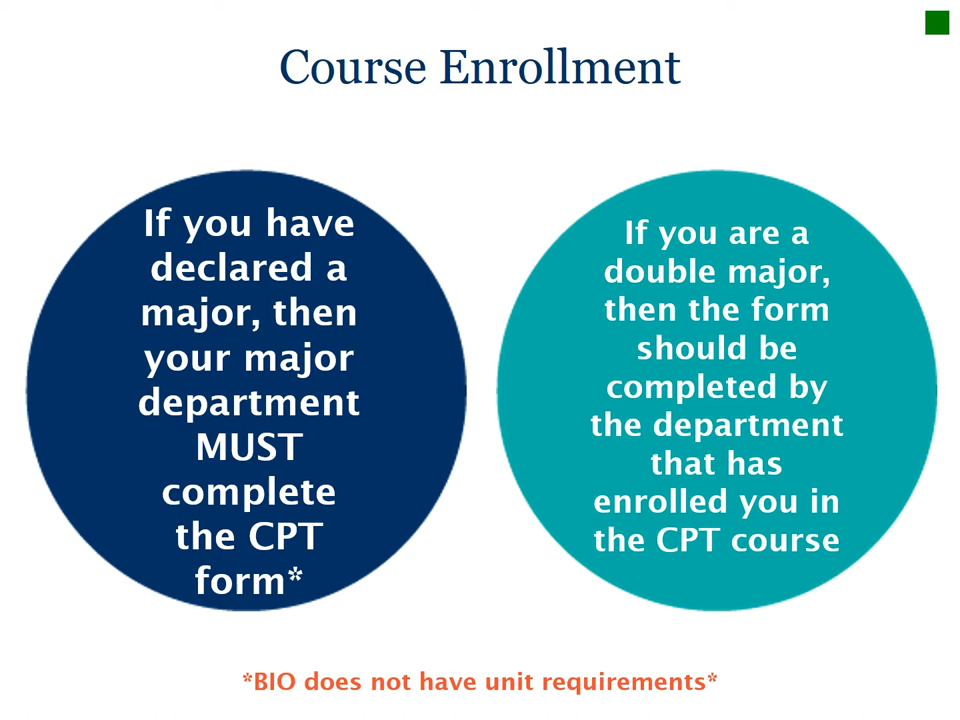 Course Enrollment
If you have
declared a
major, then
your major
department
MUST
complete
the CPT
form*
If you are a
double major,
then the form
should be
completed by
the department
that has
enrolled you in
the CPT course
*BIO does not have unit requirements*